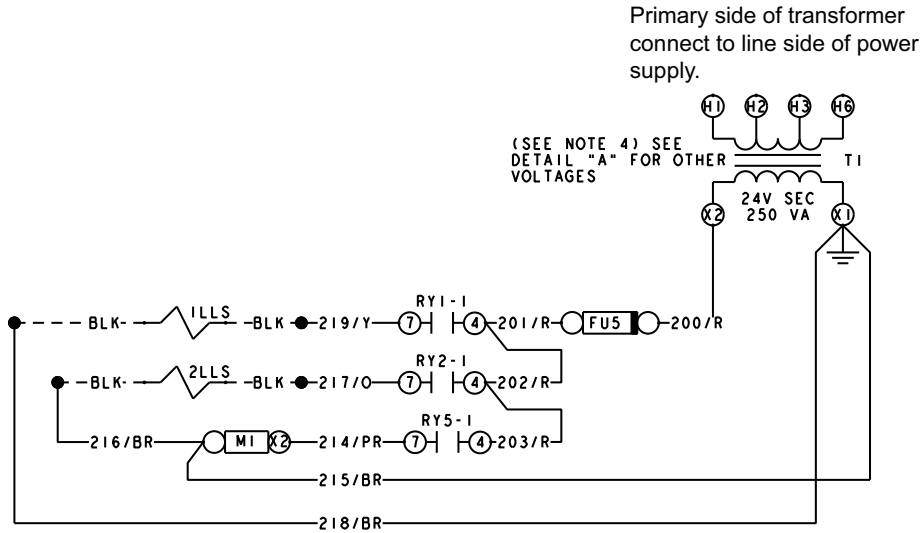 Primary side of transformer
connect to line side of power
supply.
H1 H2 H3 H6
(SEE NOTE 4) SEE
DETAIL "A" FOR OTHER
VOLTAGES
T1
24V SEC
250 VA
X2 X1
1LLS RY1-1
BLK BLK 219/Y 7 4 201/R FU5 200/R
2LLS RY2-1
BLK BLK 217/O 7 4 202/R
RY5-1
216/BR M1 X2 214/PR 7 4 203/R
215/BR
218/BR